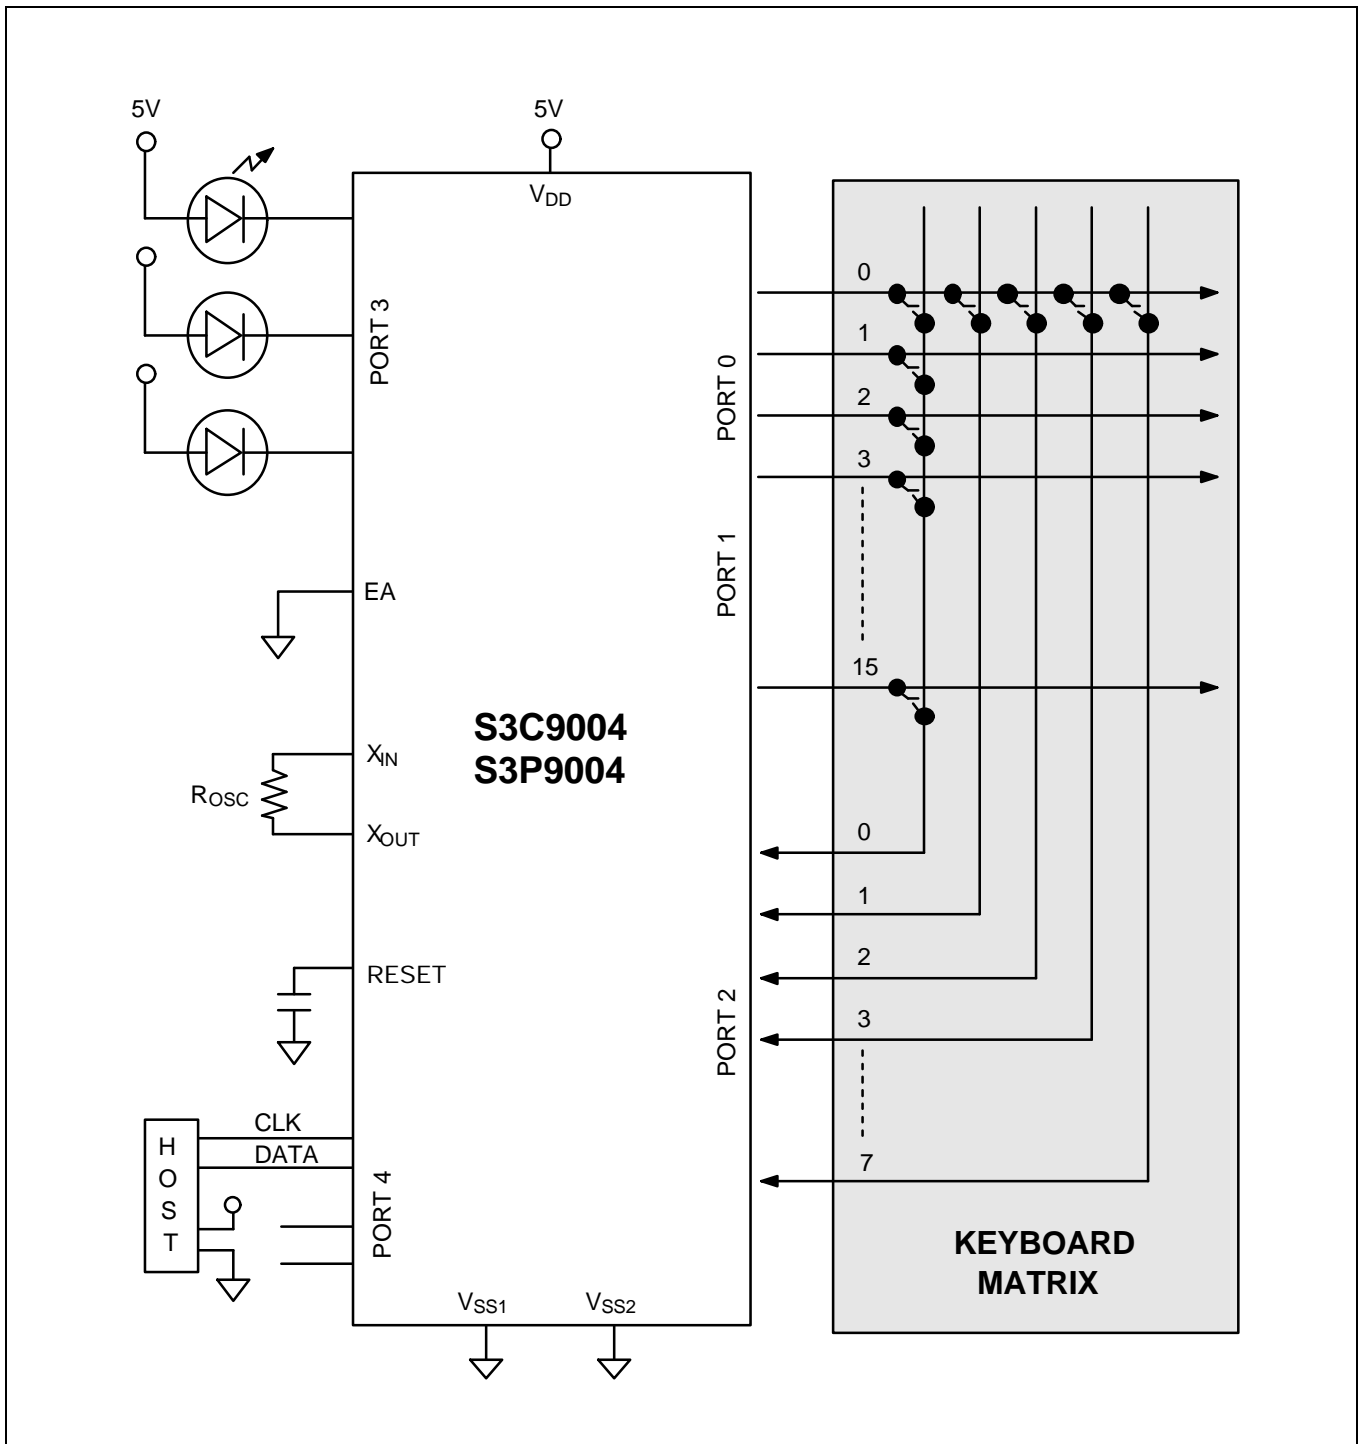 5V
5V
VDD
PORT 3
EA
XIN
ROSC
XOUT
RESET
CLK
DATA
HOST
PORT 4
VSS1
VSS2
S3C9004
S3P9004
PORT 0
PORT 1
PORT 2
0
1
2
3
15
0
1
2
3
7
KEYBOARD
MATRIX